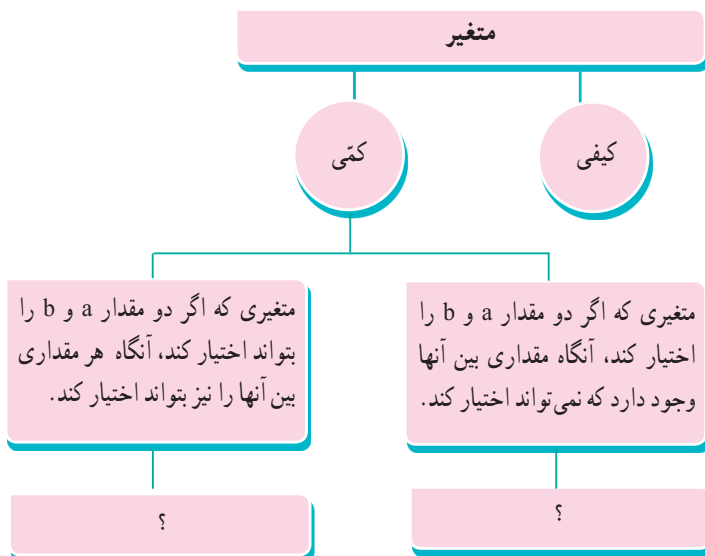 متغیر
کیفی
کمّی
متغیری که اگر دو مقدار a و b را
اختیار کند، آنگاه مقداری بین آنها
وجود دارد که نمی‌تواند اختیار کند.
متغیری که اگر دو مقدار a و b را
بتواند اختیار کند، آنگاه هر مقداری
بین آنها را نیز بتواند اختیار کند.
؟
؟